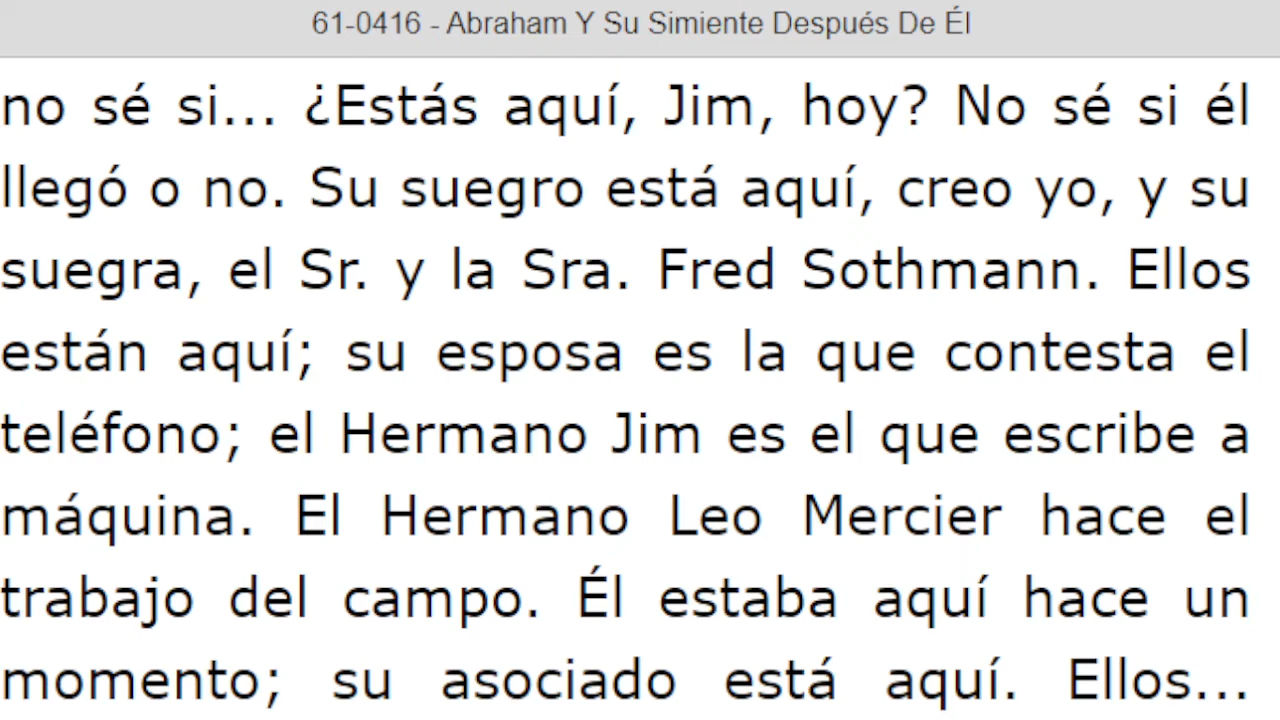 61-0416 - Abraham Y Su Simiente Después De Él
no sé si... ¿Estás aquí, Jim, hoy? No sé si él
llegó o no. Su suegro está aquí, creo yo, y su
suegra, el Sr. y la Sra. Fred Sothmann. Ellos
están aquí; su esposa es la que contesta el
teléfono; el Hermano Jim es el que escribe a
máquina. El Hermano Leo Mercier hace el
trabajo del campo. Él estaba aquí hace un
momento; su asociado está aquí. Ellos...